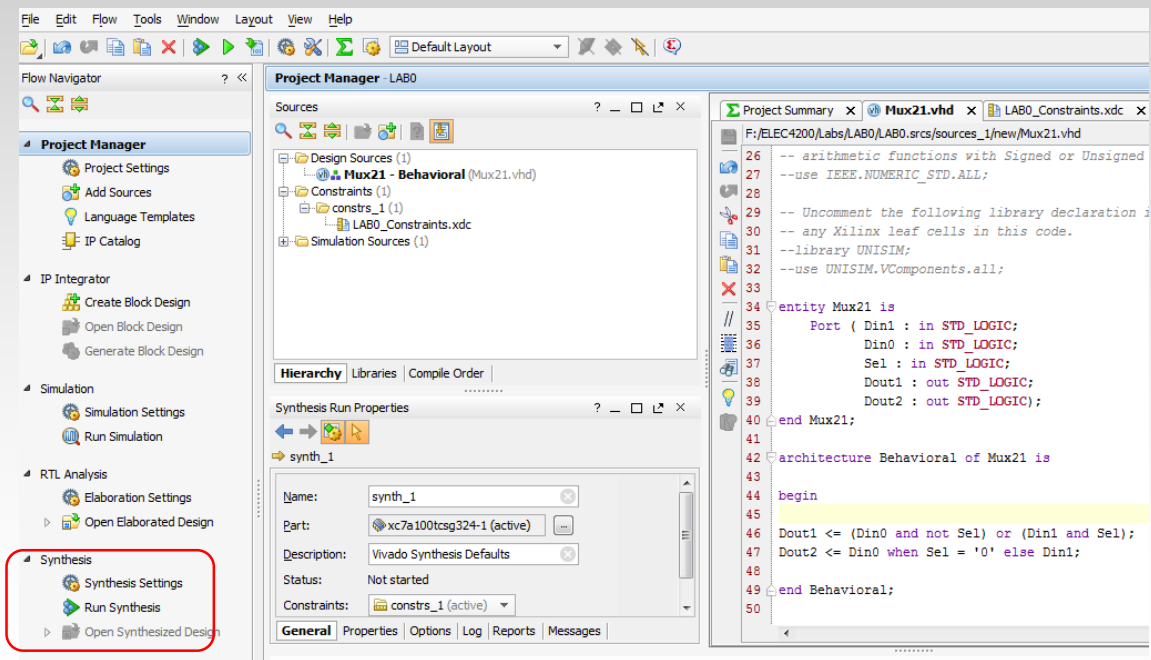 File Edit Flow Tools Window Layout View Help
Default Layout
Flow Navigator ? «
Project Manager
Project Settings
Add Sources
Language Templates
IP Catalog
IP Integrator
Create Block Design
Open Block Design
Generate Block Design
Simulation
Simulation Settings
Run Simulation
RTL Analysis
Elaboration Settings
Open Elaborated Design
Synthesis
Synthesis Settings
Run Synthesis
Open Synthesized Design
Project Manager - LAB0
Sources ?
Design Sources (1)
Mux21 - Behavioral (Mux21.vhd)
Constraints (1)
constrs_1 (1)
LAB0_Constraints.xdc
Simulation Sources (1)
Hierarchy Libraries Compile Order
Synthesis Run Properties ?
synth_1
Name: synth_1
Part: xc7a100tcsg324-1 (active) ...
Description: Vivado Synthesis Defaults
Status: Not started
Constraints: constrs_1 (active)
General Properties Options Log Reports Messages
Σ Project Summary x Mux21.vhd x LAB0_Constraints.xdc x
F:/ELEC4200/Labs/LAB0/LAB0.srcs/sources_1/new/Mux21.vhd
26 -- arithmetic functions with Signed or Unsigned
27 --use IEEE.NUMERIC_STD.ALL;
28
29 -- Uncomment the following library declaration i
30 -- any Xilinx leaf cells in this code.
31 --library UNISIM;
32 --use UNISIM.VComponents.all;
33
34 entity Mux21 is
35 Port ( Din1 : in STD_LOGIC;
36 Din0 : in STD_LOGIC;
37 Sel : in STD_LOGIC;
38 Dout1 : out STD_LOGIC;
39 Dout2 : out STD_LOGIC);
40 end Mux21;
41
42 architecture Behavioral of Mux21 is
43
44 begin
45
46 Dout1 <= (Din0 and not Sel) or (Din1 and Sel);
47 Dout2 <= Din0 when Sel = '0' else Din1;
48
49 end Behavioral;
50